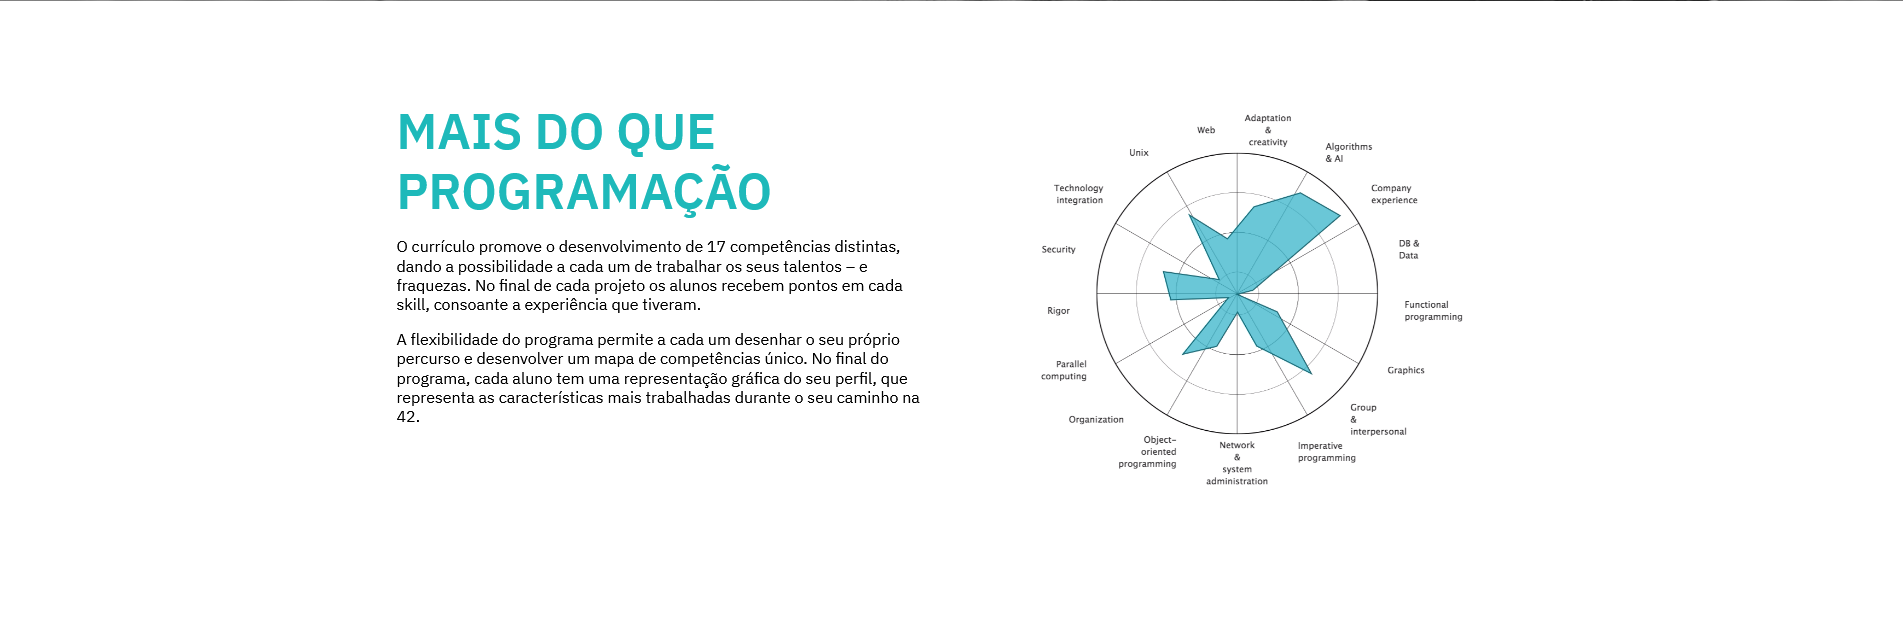 MAIS DO QUE
PROGRAMAÇÃO
O currículo promove o desenvolvimento de 17 competências distintas,
dando a possibilidade a cada um de trabalhar os seus talentos – e
fraquezas. No final de cada projeto os alunos recebem pontos em cada
skill, consoante a experiência que tiveram.
A flexibilidade do programa permite a cada um desenhar o seu próprio
percurso e desenvolver um mapa de competências único. No final do
programa, cada aluno tem uma representação gráfica do seu perfil, que
representa as características mais trabalhadas durante o seu caminho na
42.
Adaptation
&
creativity
Algorithms
& AI
Company
experience
DB &
Data
Functional
programming
Graphics
Group
&
interpersonal
Imperative
programming
Network
&
system
administration
Object-
oriented
programming
Organization
Parallel
computing
Rigor
Security
Technology
integration
Unix
Web